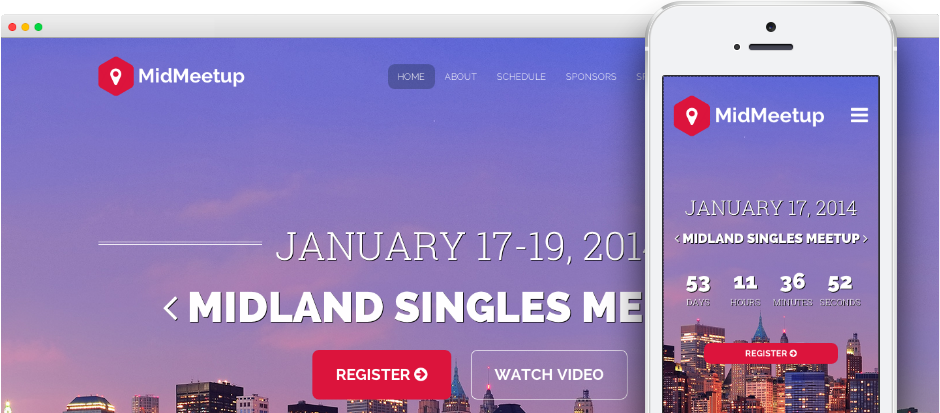 MidMeetup
HOME ABOUT SCHEDULE SPONSORS SP
JANUARY 17-19, 201
‹ MIDLAND SINGLES ME
REGISTER
WATCH VIDEO
MidMeetup
JANUARY 17, 2014
‹ MIDLAND SINGLES MEETUP ›
53 11 36 52
DAYS HOURS MINUTES SECONDS
REGISTER